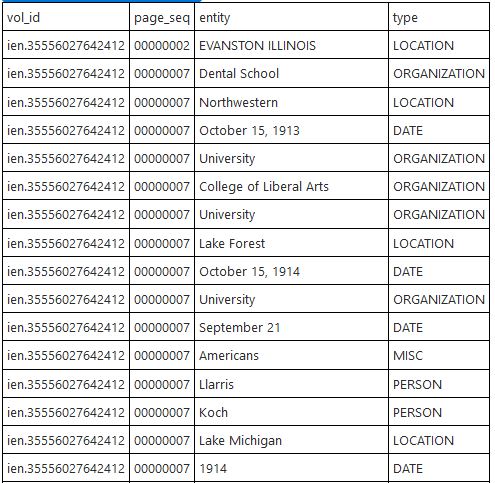 vol_id page_seq entity type
ien.35556027642412 00000002 EVANSTON ILLINOIS LOCATION
ien.35556027642412 00000007 Dental School ORGANIZATION
ien.35556027642412 00000007 Northwestern LOCATION
ien.35556027642412 00000007 October 15, 1913 DATE
ien.35556027642412 00000007 University ORGANIZATION
ien.35556027642412 00000007 College of Liberal Arts ORGANIZATION
ien.35556027642412 00000007 University ORGANIZATION
ien.35556027642412 00000007 Lake Forest LOCATION
ien.35556027642412 00000007 October 15, 1914 DATE
ien.35556027642412 00000007 University ORGANIZATION
ien.35556027642412 00000007 September 21 DATE
ien.35556027642412 00000007 Americans MISC
ien.35556027642412 00000007 Llarris PERSON
ien.35556027642412 00000007 Koch PERSON
ien.35556027642412 00000007 Lake Michigan LOCATION
ien.35556027642412 00000007 1914 DATE